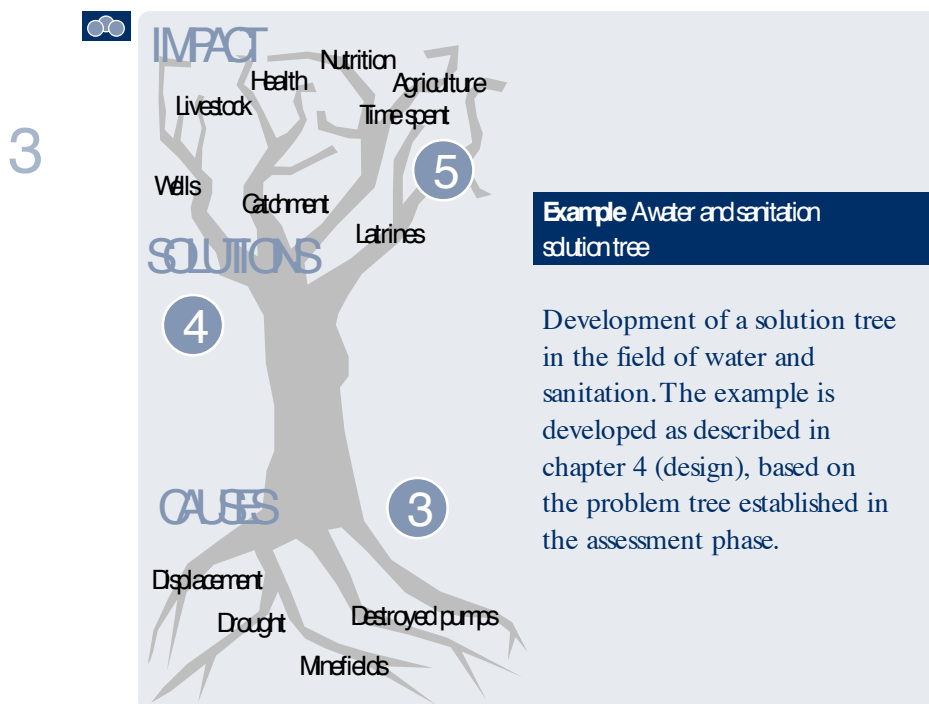 3
IMPACT
Nutrition
Health
Agriculture
Livestock
Time spent
5
Wells
Catchment
Latrines
SOLUTIONS
4
CAUSES
3
Displacement
Drought
Destroyed pumps
Minefields
Example A water and sanitation
solution tree
Development of a solution tree
in the field of water and
sanitation. The example is
developed as described in
chapter 4 (design), based on
the problem tree established in
the assessment phase.